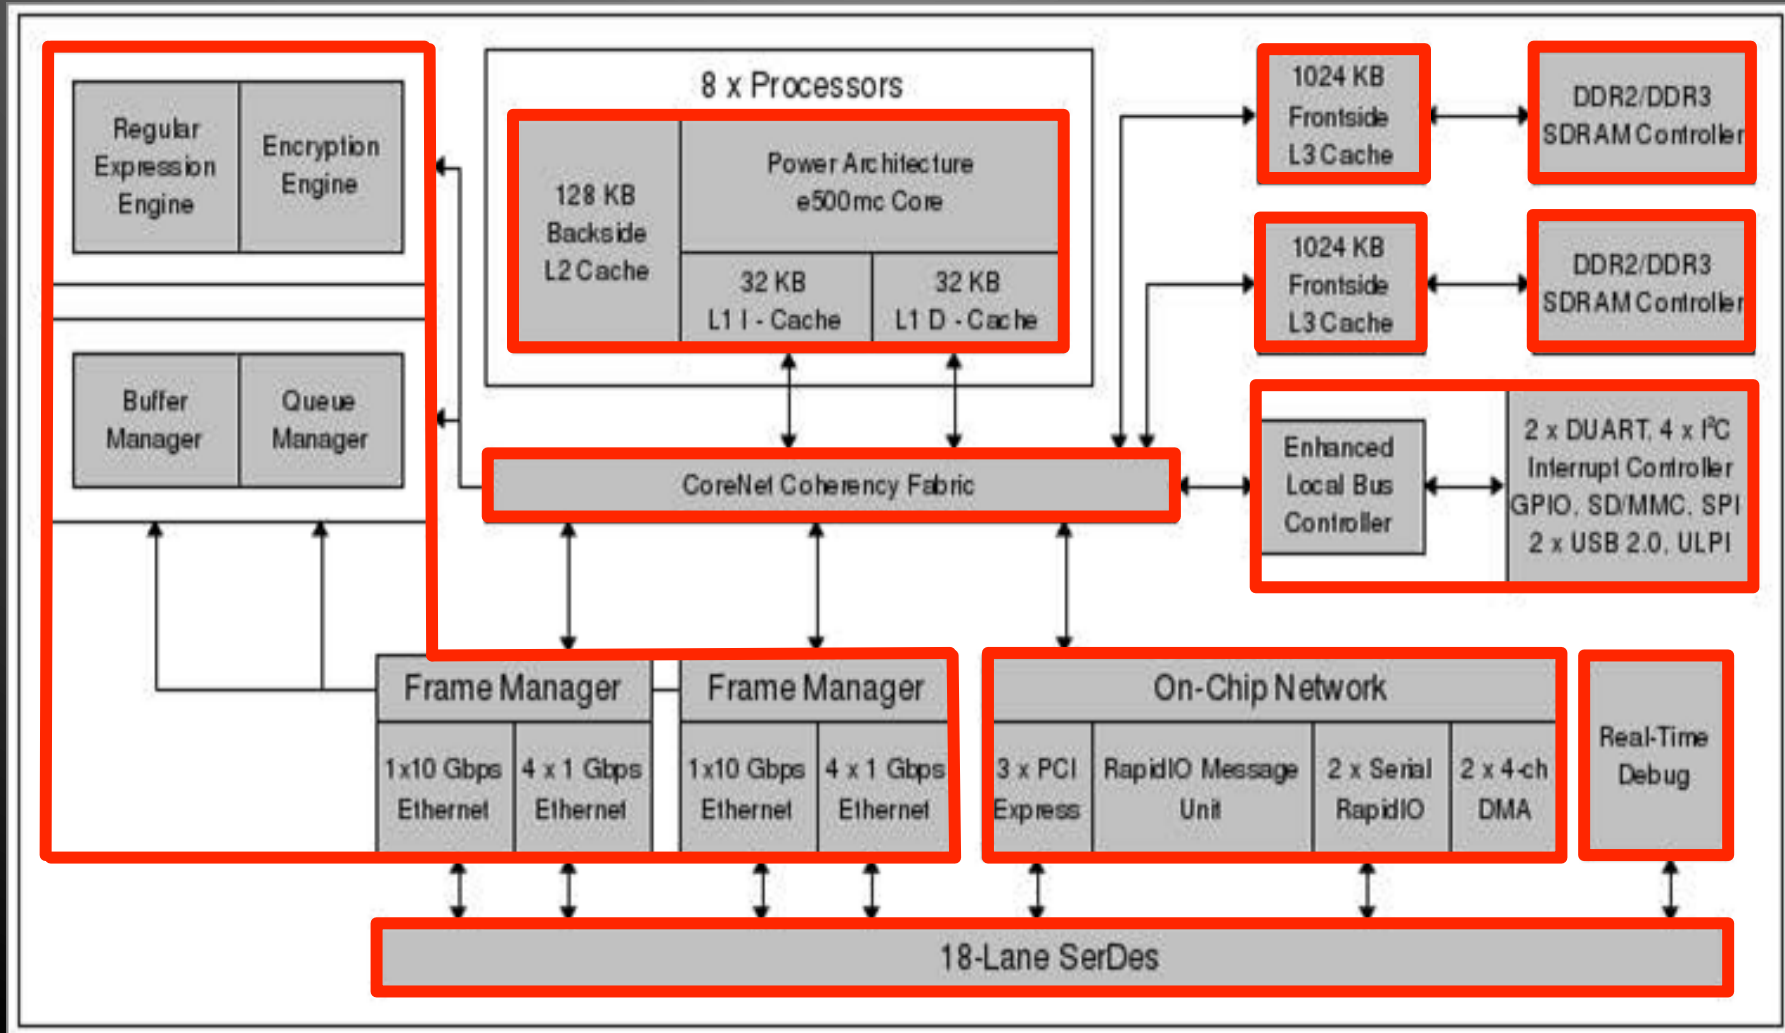 Regular
Expression
Engine
Encryption
Engine
Buffer
Manager
Queue
Manager
8 x Processors
128 KB
Backside
L2 Cache
Power Architecture
e500mc Core
32 KB
L1 I - Cache
32 KB
L1 D - Cache
1024 KB
Frontside
L3 Cache
DDR2/DDR3
SDRAM Controller
1024 KB
Frontside
L3 Cache
DDR2/DDR3
SDRAM Controller
CoreNet Coherency Fabric
Enhanced
Local Bus
Controller
2 x DUART, 4 x I²C
Interrupt Controller
GPIO, SD/MMC, SPI
2 x USB 2.0, ULPI
Frame Manager
1x10 Gbps
Ethernet
4 x 1 Gbps
Ethernet
Frame Manager
1x10 Gbps
Ethernet
4 x 1 Gbps
Ethernet
On-Chip Network
3 x PCI
Express
RapidIO Message
Unit
2 x Serial
RapidIO
2 x 4-ch
DMA
Real-Time
Debug
18-Lane SerDes